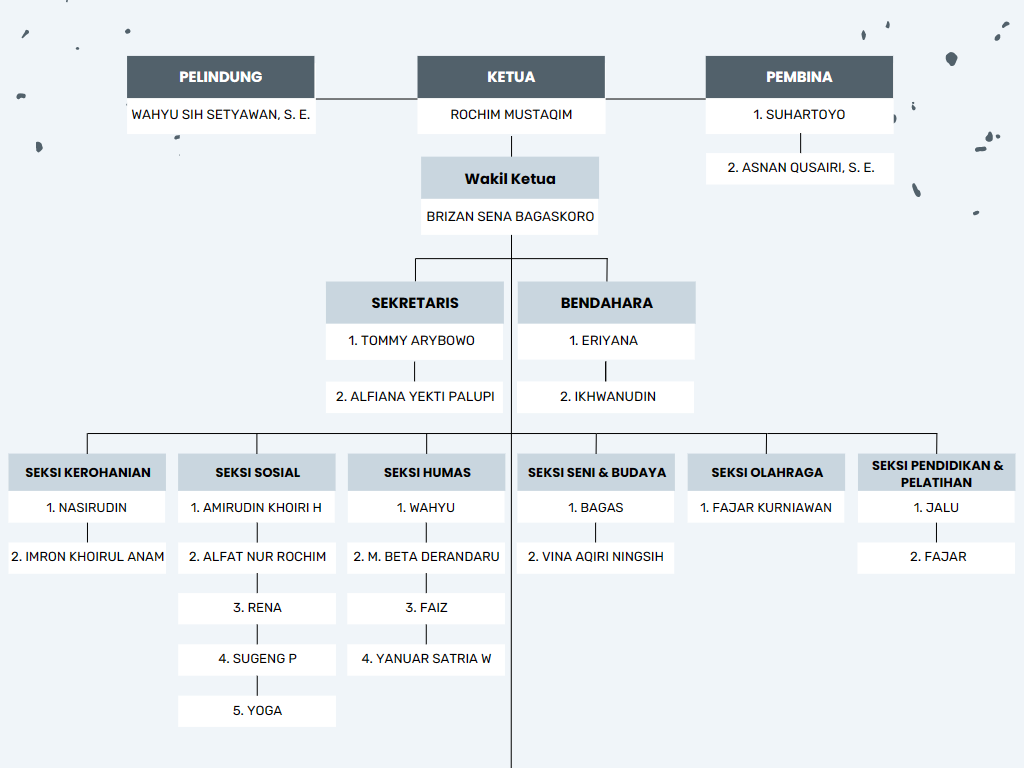 PELINDUNG
WAHYU SIH SETYAWAN, S. E.
KETUA
ROCHIM MUSTAQIM
PEMBINA
1. SUHARTOYO
2. ASNAN QUSAIRI, S. E.
Wakil Ketua
BRIZAN SENA BAGASKORO
SEKRETARIS
1. TOMMY ARYBOWO
2. ALFIANA YEKTI PALUPI
BENDAHARA
1. ERIYANA
2. IKHWANUDIN
SEKSI KEROHANIAN
1. NASIRUDIN
2. IMRON KHOIRUL ANAM
SEKSI SOSIAL
1. AMIRUDIN KHOIRI H
2. ALFAT NUR ROCHIM
3. RENA
4. SUGENG P
5. YOGA
SEKSI HUMAS
1. WAHYU
2. M. BETA DERANDARU
3. FAIZ
4. YANUAR SATRIA W
SEKSI SENI & BUDAYA
1. BAGAS
2. VINA AQIRI NINGSIH
SEKSI OLAHRAGA
1. FAJAR KURNIAWAN
SEKSI PENDIDIKAN &
PELATIHAN
1. JALU
2. FAJAR